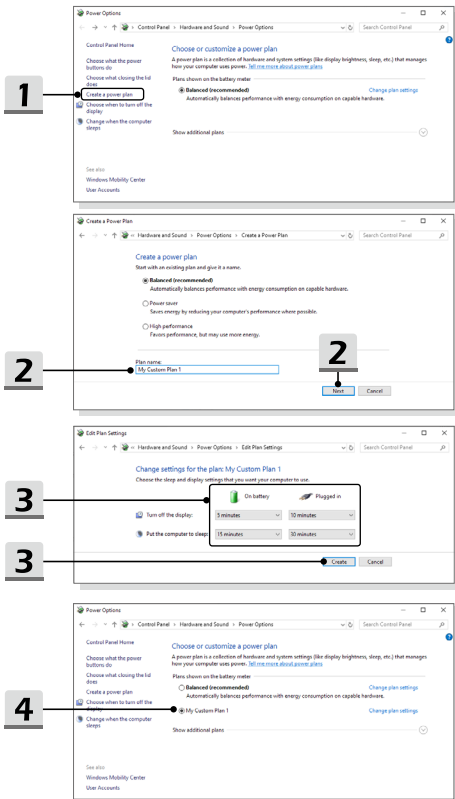 Power Options
Control Panel > Hardware and Sound > Power Options
Search Control Panel
Control Panel Home
Choose what the power
buttons do
Choose what closing the lid
does
Create a power plan
Choose when to turn off the
display
Change when the computer
sleeps
See also
Windows Mobility Center
User Accounts
Choose or customize a power plan
A power plan is a collection of hardware and system settings (like display brightness, sleep, etc.) that manages
how your computer uses power. Tell me more about power plans
Plans shown on the battery meter
Balanced (recommended)
Change plan settings
Automatically balances performance with energy consumption on capable hardware.
Show additional plans
1
Create a Power Plan
« Hardware and Sound > Power Options > Create a Power Plan
Search Control Panel
Create a power plan
Start with an existing plan and give it a name.
Balanced (recommended)
Automatically balances performance with energy consumption on capable hardware.
Power saver
Saves energy by reducing your computer's performance where possible.
High performance
Favors performance, but may use more energy.
Plan name:
My Custom Plan 1
2
2
Next
Cancel
Edit Plan Settings
« Hardware and Sound > Power Options > Edit Plan Settings
Search Control Panel
Change settings for the plan: My Custom Plan 1
Choose the sleep and display settings that you want your computer to use.
On battery
Plugged in
Turn off the display:
5 minutes
10 minutes
Put the computer to sleep:
15 minutes
30 minutes
3
3
Create
Cancel
Power Options
Control Panel > Hardware and Sound > Power Options
Search Control Panel
Control Panel Home
Choose what the power
buttons do
Choose what closing the lid
does
Create a power plan
Choose when to turn off the
display
Change when the computer
sleeps
See also
Windows Mobility Center
User Accounts
Choose or customize a power plan
A power plan is a collection of hardware and system settings (like display brightness, sleep, etc.) that manages
how your computer uses power. Tell me more about power plans
Plans shown on the battery meter
Balanced (recommended)
Change plan settings
Automatically balances performance with energy consumption on capable hardware.
My Custom Plan 1
Change plan settings
Show additional plans
4